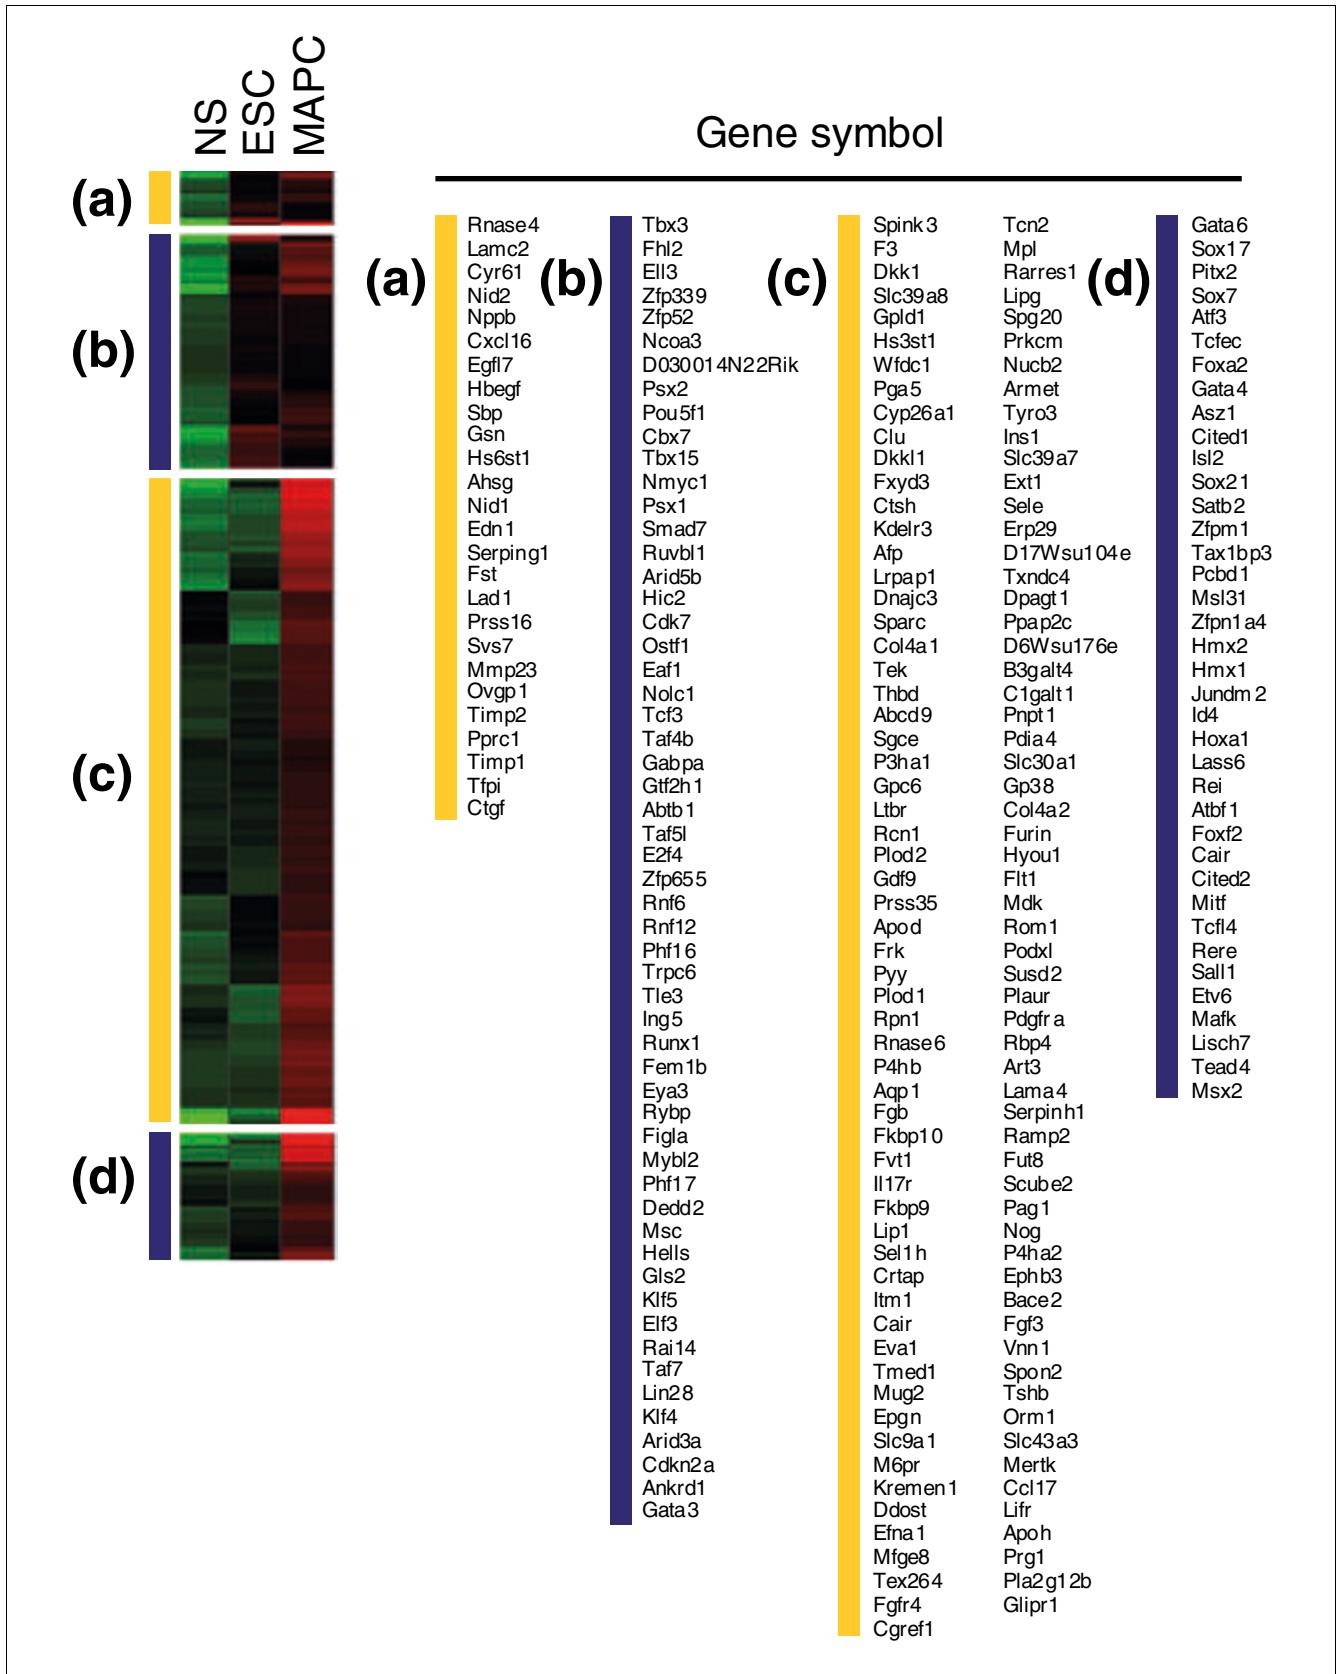 NS
ESC
MAPC
Gene symbol
(a)
(b)
(c)
(d)
(a)
Rnase4
Lamc2
Cyr61
Nid2
Nppb
Cxcl16
Egfl7
Hbegf
Sbp
Gsn
Hs6st1
Ahsg
Nid1
Edn1
Serping1
Fst
Lad1
Prss16
Svs7
Mmp23
Ovgp1
Timp2
Pprc1
Timp1
Tfpi
Ctgf
(b)
Tbx3
Fhl2
Ell3
Zfp339
Zfp52
Ncoa3
D030014N22Rik
Psx2
Pou5f1
Cbx7
Tbx15
Nmyc1
Psx1
Smad7
Ruvbl1
Arid5b
Hic2
Cdk7
Ostf1
Eaf1
Nolc1
Tcf3
Taf4b
Gabpa
Gtf2h1
Abtb1
Taf5l
E2f4
Zfp655
Rnf6
Rnf12
Phf16
Trpc6
Tle3
Ing5
Runx1
Fem1b
Eya3
Rybp
Figla
Mybl2
Phf17
Dedd2
Msc
Hells
Gls2
Klf5
Elf3
Rai14
Taf7
Lin28
Klf4
Arid3a
Cdkn2a
Ankrd1
Gata3
(c)
Spink3
F3
Dkk1
Slc39a8
Gpld1
Hs3st1
Wfdc1
Pga5
Cyp26a1
Clu
Dkkl1
Fxyd3
Ctsh
Kdelr3
Afp
Lrpap1
Dnajc3
Sparc
Col4a1
Tek
Thbd
Abcd9
Sgce
P3ha1
Gpc6
Ltbr
Rcn1
Plod2
Gdf9
Prss35
Apod
Frk
Pyy
Plod1
Rpn1
Rnase6
P4hb
Aqp1
Fgb
Fkbp10
Fvt1
Il17r
Fkbp9
Lip1
Sel1h
Crtap
Itm1
Cair
Eva1
Tmed1
Mug2
Epgn
Slc9a1
M6pr
Kremen1
Ddost
Efna1
Mfge8
Tex264
Fgfr4
Cgref1
Tcn2
Mpl
Rarres1
Lipg
Spg20
Prkcm
Nucb2
Armet
Tyro3
Ins1
Slc39a7
Ext1
Sele
Erp29
D17Wsu104e
Txndc4
Dpagt1
Ppap2c
D6Wsu176e
B3galt4
C1galt1
Pnpt1
Pdia4
Slc30a1
Gp38
Col4a2
Furin
Hyou1
Flt1
Mdk
Rom1
Podxl
Susd2
Plaur
Pdgfra
Rbp4
Art3
Lama4
Serpinh1
Ramp2
Fut8
Scube2
Pag1
Nog
P4ha2
Ephb3
Bace2
Fgf3
Vnn1
Spon2
Tshb
Orm1
Slc43a3
Mertk
Ccl17
Lifr
Apoh
Prg1
Pla2g12b
Glipr1
(d)
Gata6
Sox17
Pitx2
Sox7
Atf3
Tcfec
Foxa2
Gata4
Asz1
Cited1
Isl2
Sox21
Satb2
Zfpm1
Tax1bp3
Pcbd1
Msl31
Zfpn1a4
Hmx2
Hmx1
Jundm2
Id4
Hoxa1
Lass6
Rei
Atbf1
Foxf2
Cair
Cited2
Mitf
Tcfl4
Rere
Sall1
Etv6
Mafk
Lisch7
Tead4
Msx2